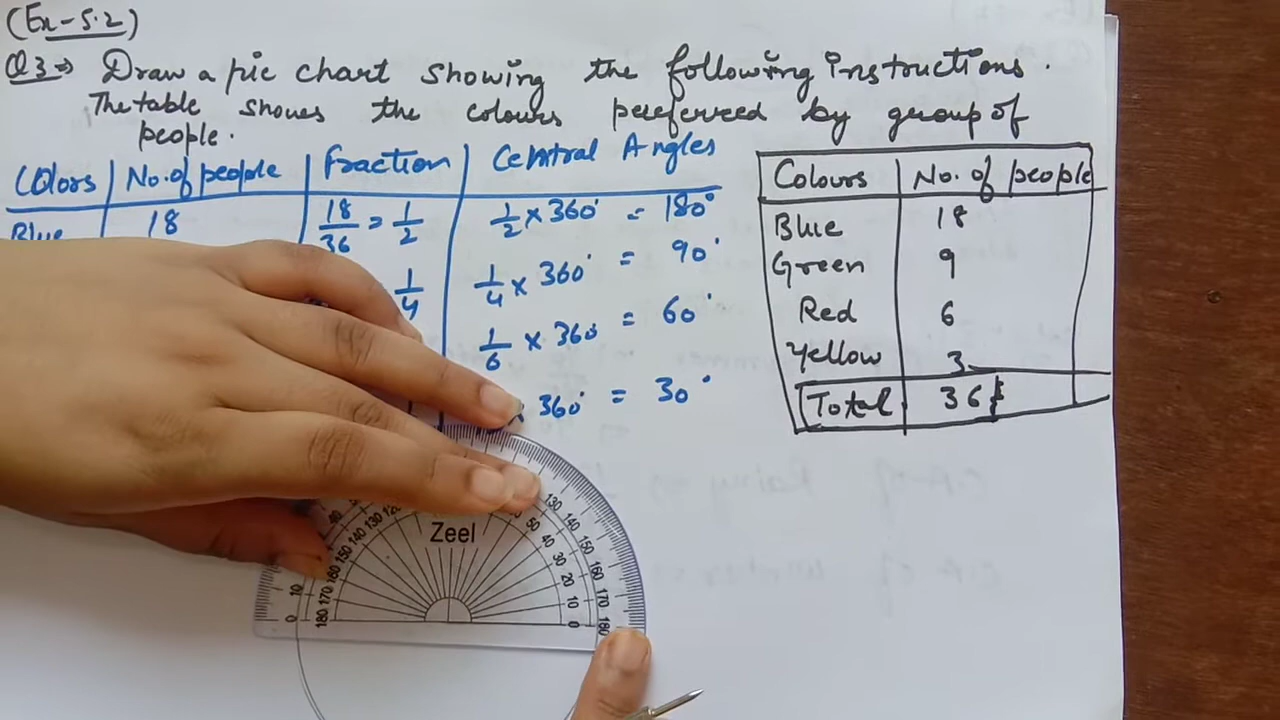 (Ex-5.2)
Q3⇒ Draw a pie chart showing the following instructions.
The table shows the colours preferred by group of
people.
Colors No. of people Fraction Central Angles
Blue 18 18/36 = 1/2 1/2 × 360° = 180°
1/4 1/4 × 360° = 90°
1/6 × 360° = 60°
× 360° = 30°
Colours No. of people
Blue 18
Green 9
Red 6
Yellow 3
Total 36
Zeel